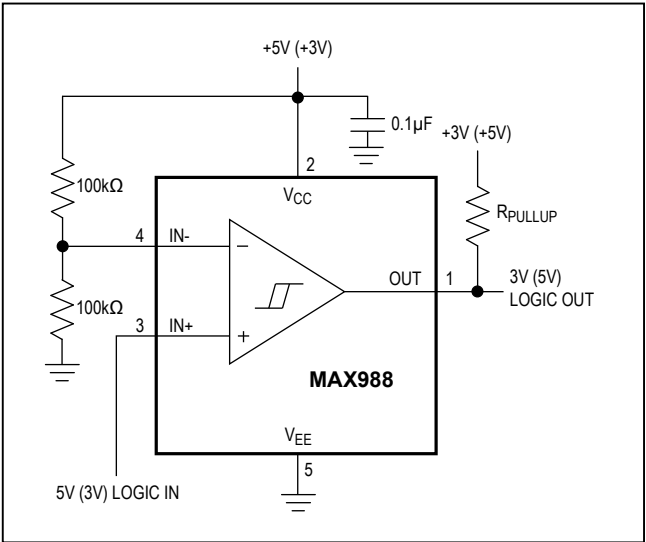 +5V (+3V)
0.1µF
+3V (+5V)
2
100kΩ
VCC
RPULLUP
4 IN-
−
OUT 1
3V (5V)
LOGIC OUT
100kΩ
3 IN+
+
MAX988
VEE
5
5V (3V) LOGIC IN